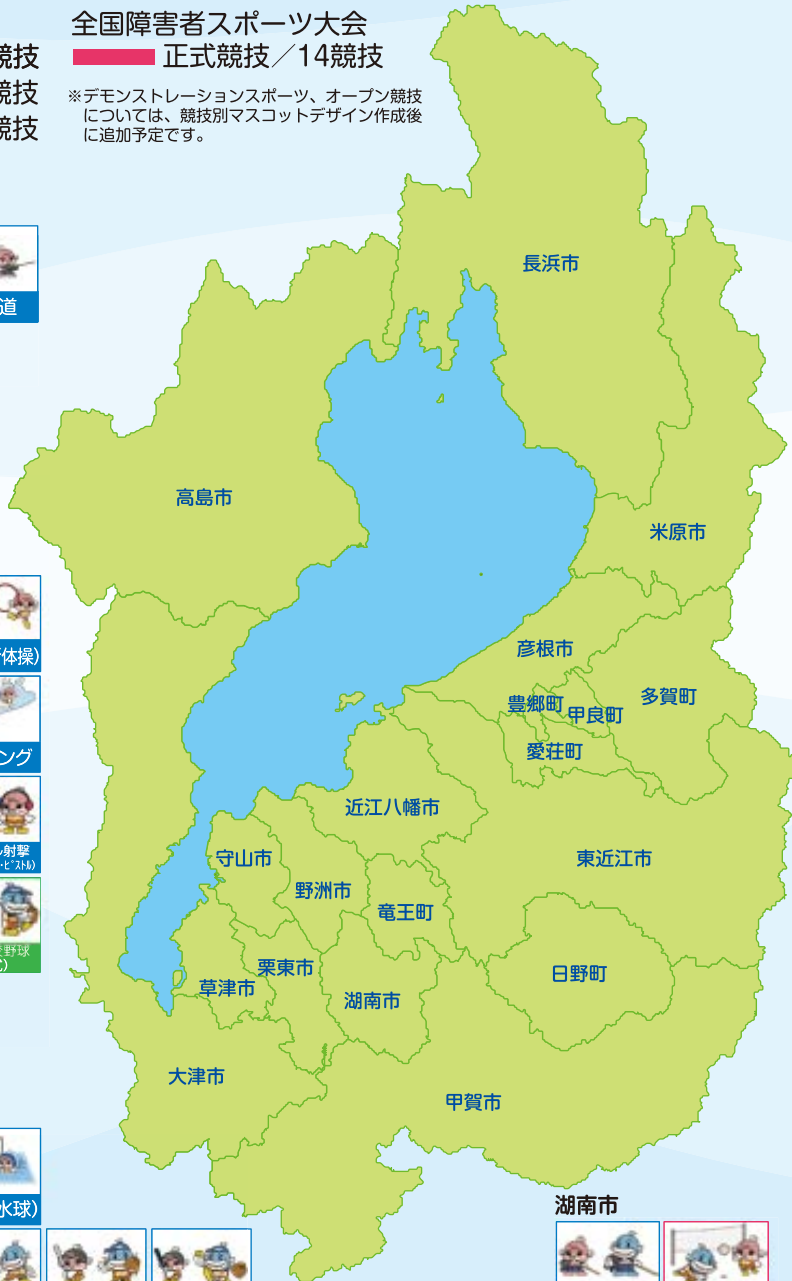 全国障害者スポーツ大会
正式競技／14競技
競技
競技
競技
※デモンストレーションスポーツ、オープン競技
については、競技別マスコットデザイン作成後
に追加予定です。
道
長浜市
高島市
米原市
体操)
彦根市
多賀町
豊郷町
甲良町
愛荘町
ング
近江八幡市
守山市
東近江市
射撃
ﾋﾟｽﾄﾙ)
野洲市
竜王町
野球
栗東市
日野町
草津市
湖南市
大津市
甲賀市
水球)
湖南市